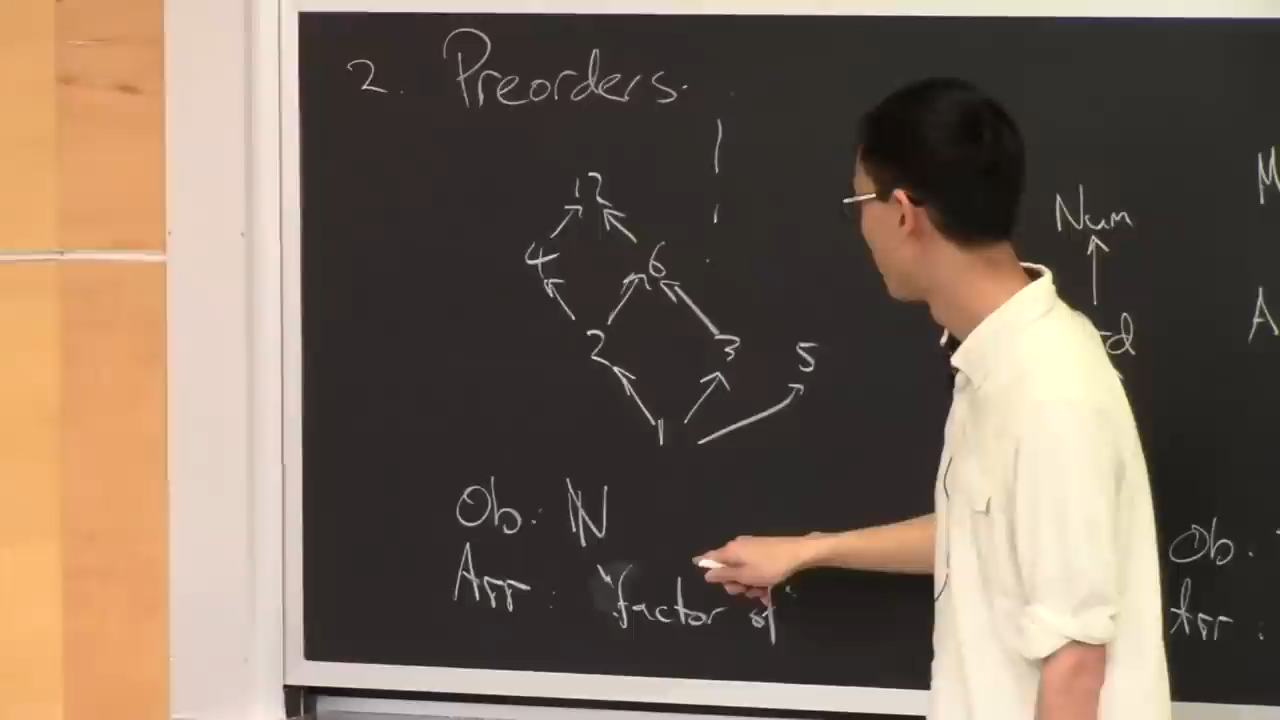 2. Preorders.
12
4 6
2 3 5
1
Ob: ℕ
Arr: "factor of"
Num
Ob.
Arr: